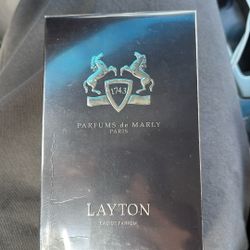 1743
PARFUMS de MARLY
PARIS
LAYTON
EAU DE PARFUM